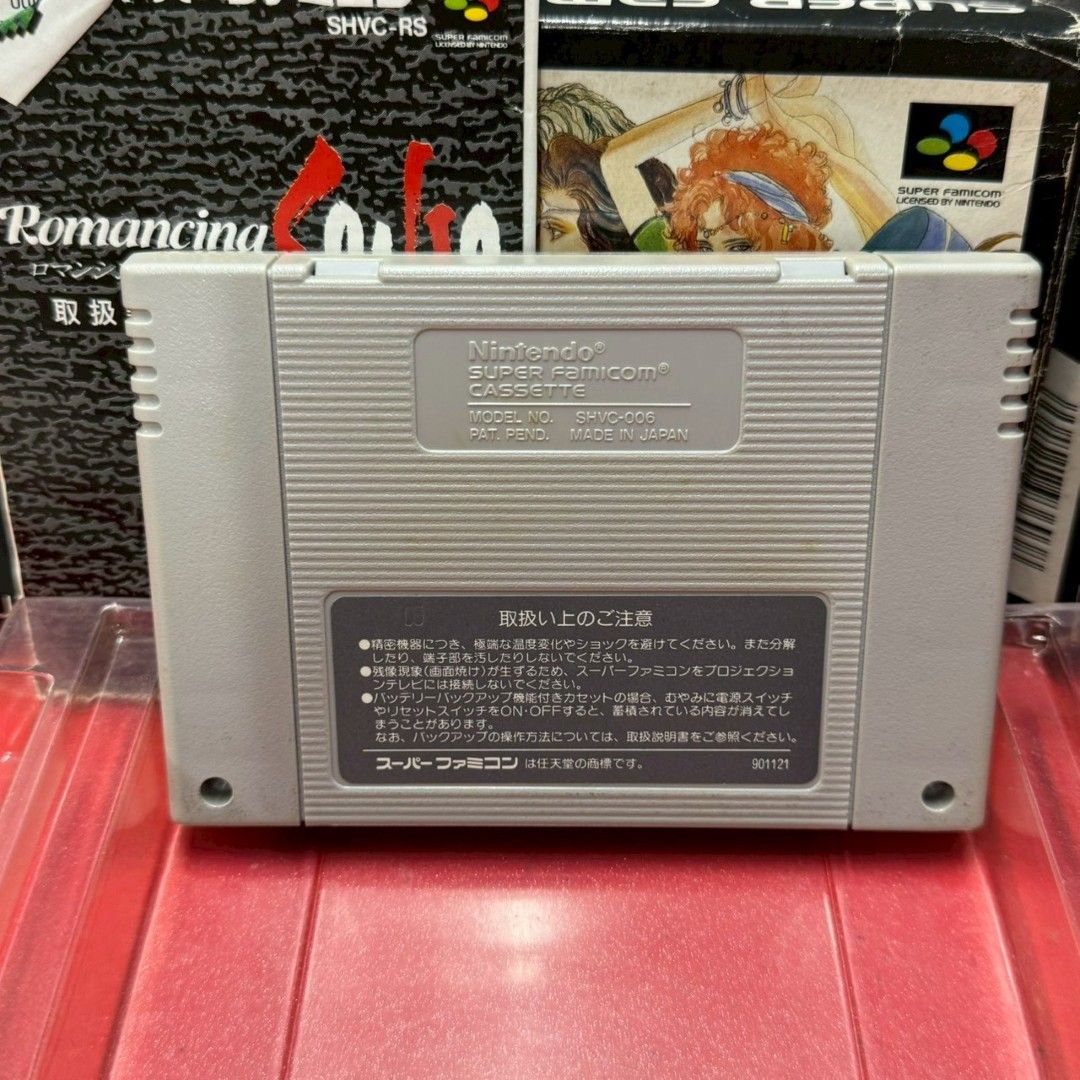 SHVC-RS
SUPER FAMICOM
LICENSED BY NINTENDO
Romancing SaGa
取扱
SUPER FAMICOM
LICENSED BY NINTENDO
Nintendo®
SUPER FAMICOM®
CASSETTE
MODEL NO. SHVC-006
PAT. PEND. MADE IN JAPAN
取扱い上のご注意
●精密機器につき、極端な温度変化やショックを避けてください。また分解
したり、端子部を汚したりしないでください。
●残像現象(画面焼け)が生ずるため、スーパーファミコンをプロジェクショ
ンテレビには接続しないでください。
●バッテリーバックアップ機能付きカセットの場合、むやみに電源スイッチ
やリセットスイッチをON・OFFすると、蓄積されている内容が消えてし
まうことがあります。
なお、バックアップの操作方法については、取扱説明書をご参照ください。
スーパーファミコンは任天堂の商標です。 901121